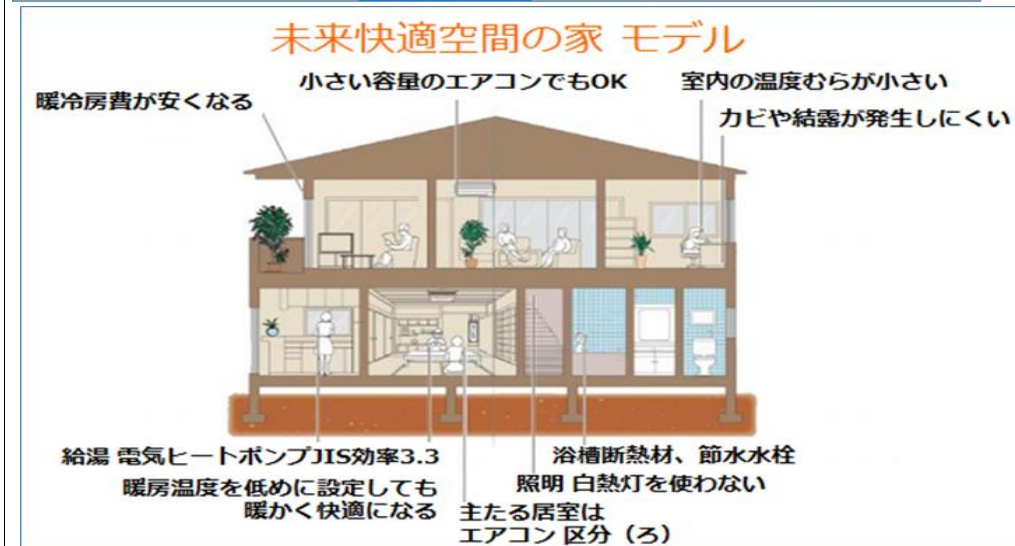 未来快適空間の家 モデル
暖冷房費が安くなる
小さい容量のエアコンでもOK
室内の温度むらが小さい
カビや結露が発生しにくい
給湯 電気ヒートポンプJIS効率3.3
暖房温度を低めに設定しても
暖かく快適になる
主たる居室は
エアコン 区分（ろ）
浴槽断熱材、節水水栓
照明 白熱灯を使わない